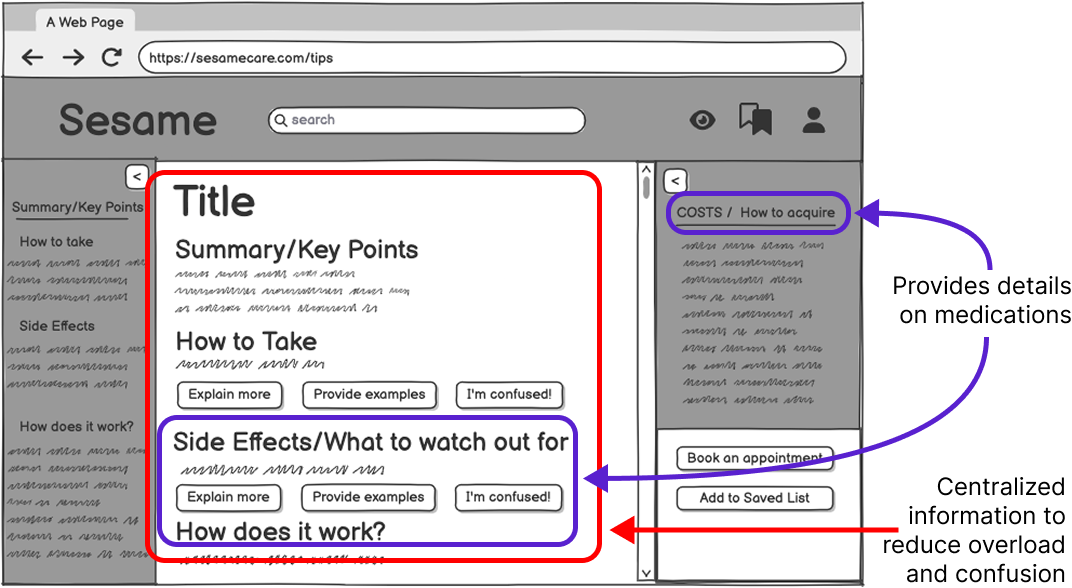 A Web Page
https://sesamecare.com/tips
Sesame
search
<
Summary/Key Points
How to take
Side Effects
How does it work?
Title
Summary/Key Points
How to Take
Explain more
Provide examples
I'm confused!
Side Effects/What to watch out for
Explain more
Provide examples
I'm confused!
How does it work?
<
COSTS / How to acquire
Book an appointment
Add to Saved List
Provides details
on medications
Centralized
information to
reduce overload
and confusion